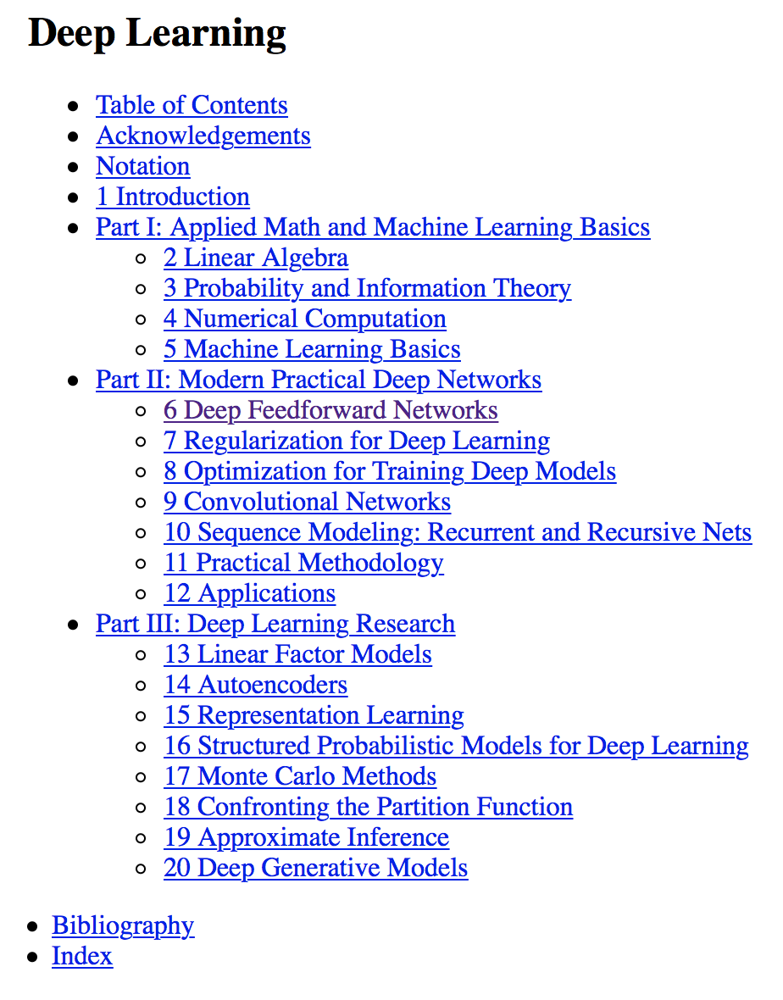 Deep Learning
Table of Contents
Acknowledgements
Notation
1 Introduction
Part I: Applied Math and Machine Learning Basics
2 Linear Algebra
3 Probability and Information Theory
4 Numerical Computation
5 Machine Learning Basics
Part II: Modern Practical Deep Networks
6 Deep Feedforward Networks
7 Regularization for Deep Learning
8 Optimization for Training Deep Models
9 Convolutional Networks
10 Sequence Modeling: Recurrent and Recursive Nets
11 Practical Methodology
12 Applications
Part III: Deep Learning Research
13 Linear Factor Models
14 Autoencoders
15 Representation Learning
16 Structured Probabilistic Models for Deep Learning
17 Monte Carlo Methods
18 Confronting the Partition Function
19 Approximate Inference
20 Deep Generative Models
Bibliography
Index